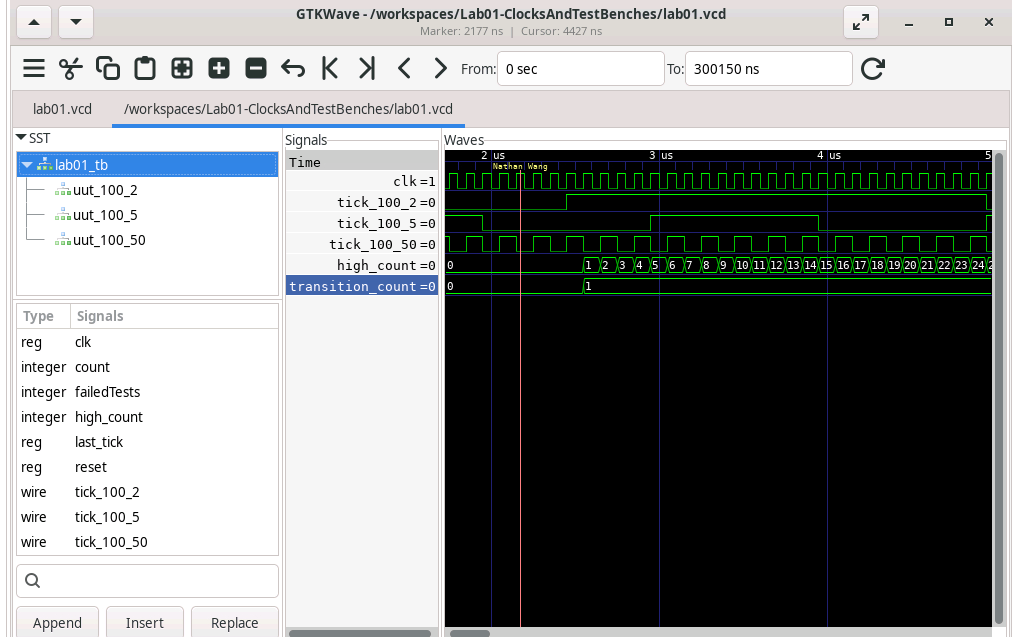 GTKWave - /workspaces/Lab01-ClocksAndTestBenches/lab01.vcd
Marker: 2177 ns | Cursor: 4427 ns
From: 0 sec To: 300150 ns
lab01.vcd /workspaces/Lab01-ClocksAndTestBenches/lab01.vcd
SST
lab01_tb
uut_100_2
uut_100_5
uut_100_50
Type Signals
reg clk
integer count
integer failedTests
integer high_count
reg last_tick
reg reset
wire tick_100_2
wire tick_100_5
wire tick_100_50
Append Insert Replace
Signals
Time
clk=1
tick_100_2=0
tick_100_5=0
tick_100_50=0
high_count=0
transition_count=0
Waves
2 us 3 us 4 us 5
Nathan Wang
0 1 2 3 4 5 6 7 8 9 10 11 12 13 14 15 16 17 18 19 20 21 22 23 24 2
0 1